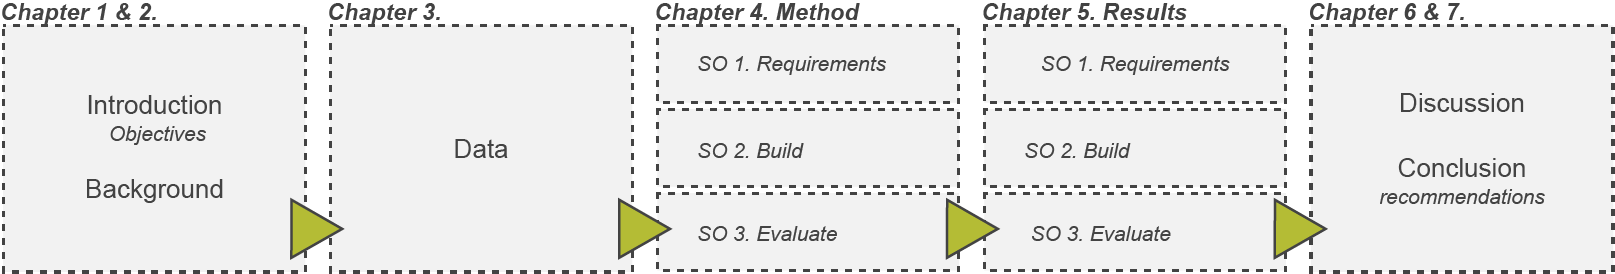 Chapter 1 & 2.
Introduction
Objectives
Background
Chapter 3.
Data
Chapter 4. Method
SO 1. Requirements
SO 2. Build
SO 3. Evaluate
Chapter 5. Results
SO 1. Requirements
SO 2. Build
SO 3. Evaluate
Chapter 6 & 7.
Discussion
Conclusion
recommendations